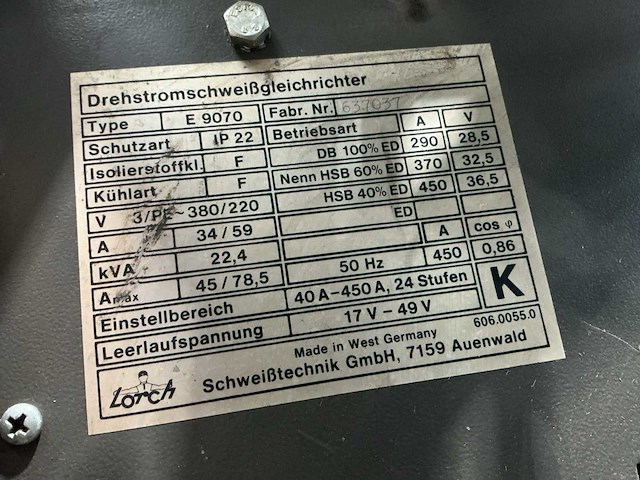 Drehstromschweißgleichrichter
Type E 9070 Fabr. Nr. 637037
Schutzart IP 22 Betriebsart A V
Isolierstoffkl. F DB 100% ED 290 28,5
Kühlart F Nenn HSB 60% ED 370 32,5
V 3/PE~380/220 HSB 40% ED 450 36,5
A 34/59 ED
kVA 22,4 A cos φ
Amax 45/78,5 50 Hz 450 0,86
Einstellbereich 40 A–450 A, 24 Stufen K
Leerlaufspannung 17 V – 49 V
Made in West Germany 606.0055.0
Lorch Schweißtechnik GmbH, 7159 Auenwald